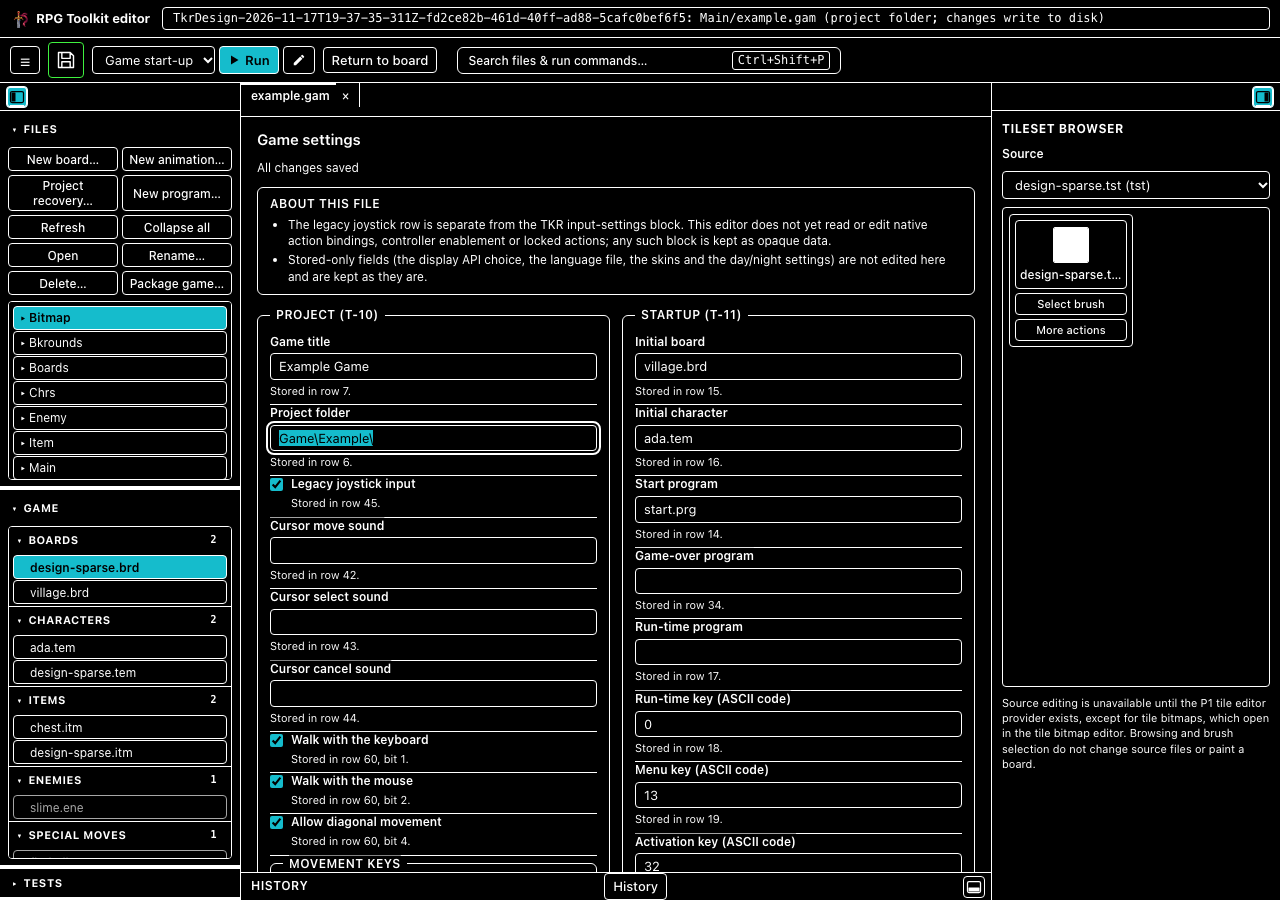 RPG Toolkit editor
TkrDesign-2026-11-17T19-37-35-311Z-fd2ce82b-461d-40ff-ad88-5cafc0bef6f5: Main/example.gam (project folder; changes write to disk)
Game start-up
Run
Return to board
Search files & run commands...
Ctrl+Shift+P
FILES
New board...
New animation...
Project recovery...
New program...
Refresh
Collapse all
Open
Rename...
Delete...
Package game...
Bitmap
Bkrounds
Boards
Chrs
Enemy
Item
Main
GAME
BOARDS 2
design-sparse.brd
village.brd
CHARACTERS 2
ada.tem
design-sparse.tem
ITEMS 2
chest.itm
design-sparse.itm
ENEMIES 1
slime.ene
SPECIAL MOVES 1
TESTS
example.gam ×
Game settings
All changes saved
ABOUT THIS FILE
• The legacy joystick row is separate from the TKR input-settings block. This editor does not yet read or edit native
action bindings, controller enablement or locked actions; any such block is kept as opaque data.
• Stored-only fields (the display API choice, the language file, the skins and the day/night settings) are not edited here
and are kept as they are.
PROJECT (T-10)
Game title
Example Game
Stored in row 7.
Project folder
Game\Example\
Stored in row 6.
Legacy joystick input
Stored in row 45.
Cursor move sound
Stored in row 42.
Cursor select sound
Stored in row 43.
Cursor cancel sound
Stored in row 44.
Walk with the keyboard
Stored in row 60, bit 1.
Walk with the mouse
Stored in row 60, bit 2.
Allow diagonal movement
Stored in row 60, bit 4.
MOVEMENT KEYS
STARTUP (T-11)
Initial board
village.brd
Stored in row 15.
Initial character
ada.tem
Stored in row 16.
Start program
start.prg
Stored in row 14.
Game-over program
Stored in row 34.
Run-time program
Stored in row 17.
Run-time key (ASCII code)
0
Stored in row 18.
Menu key (ASCII code)
13
Stored in row 19.
Activation key (ASCII code)
32
HISTORY
History
TILESET BROWSER
Source
design-sparse.tst (tst)
design-sparse.t...
Select brush
More actions
Source editing is unavailable until the P1 tile editor
provider exists, except for tile bitmaps, which open
in the tile bitmap editor. Browsing and brush
selection do not change source files or paint a
board.